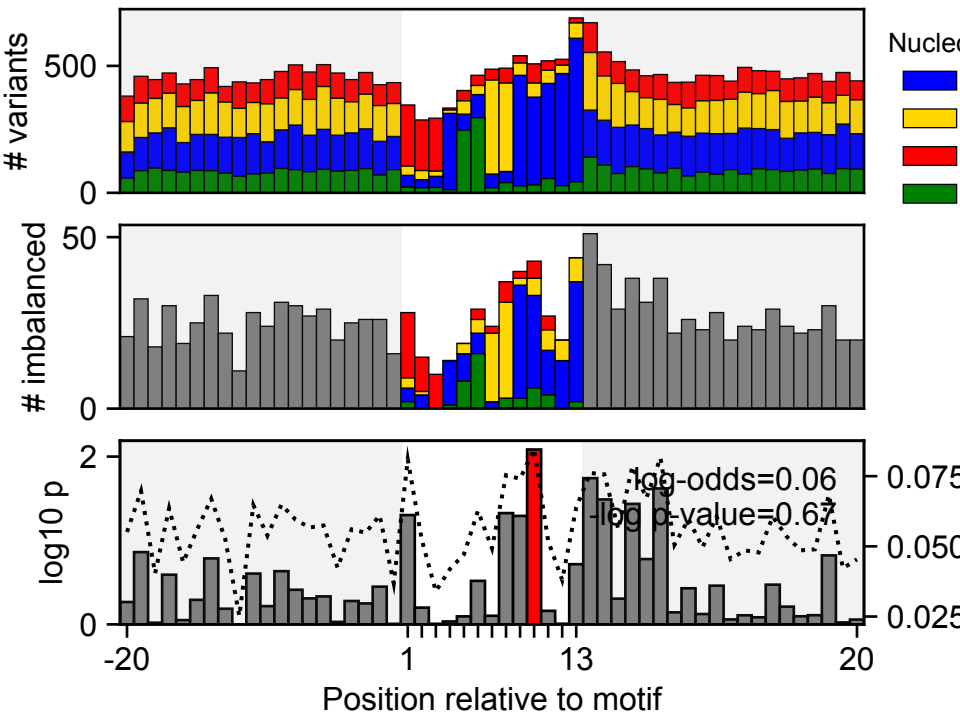 # variants
500
0
Nucleo
# imbalanced
50
0
log10 p
2
0
log-odds=0.06
-log p-value=0.67
0.075
0.050
0.025
-20
1
13
20
Position relative to motif